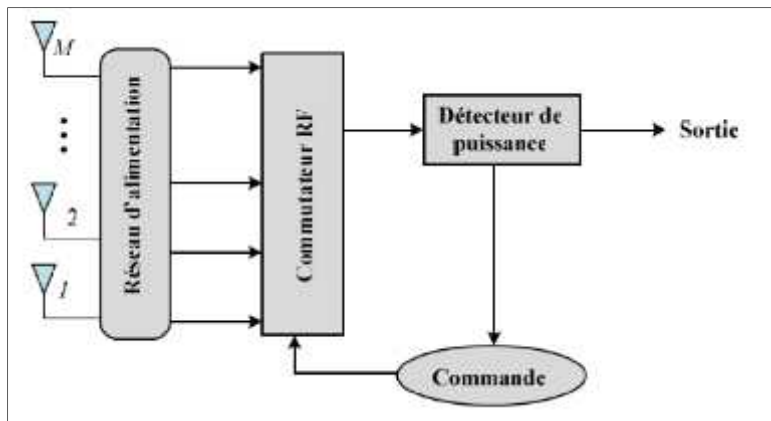 M
2
1
Réseau d'alimentation
Commutateur RF
Détecteur de
puissance
Sortie
Commande